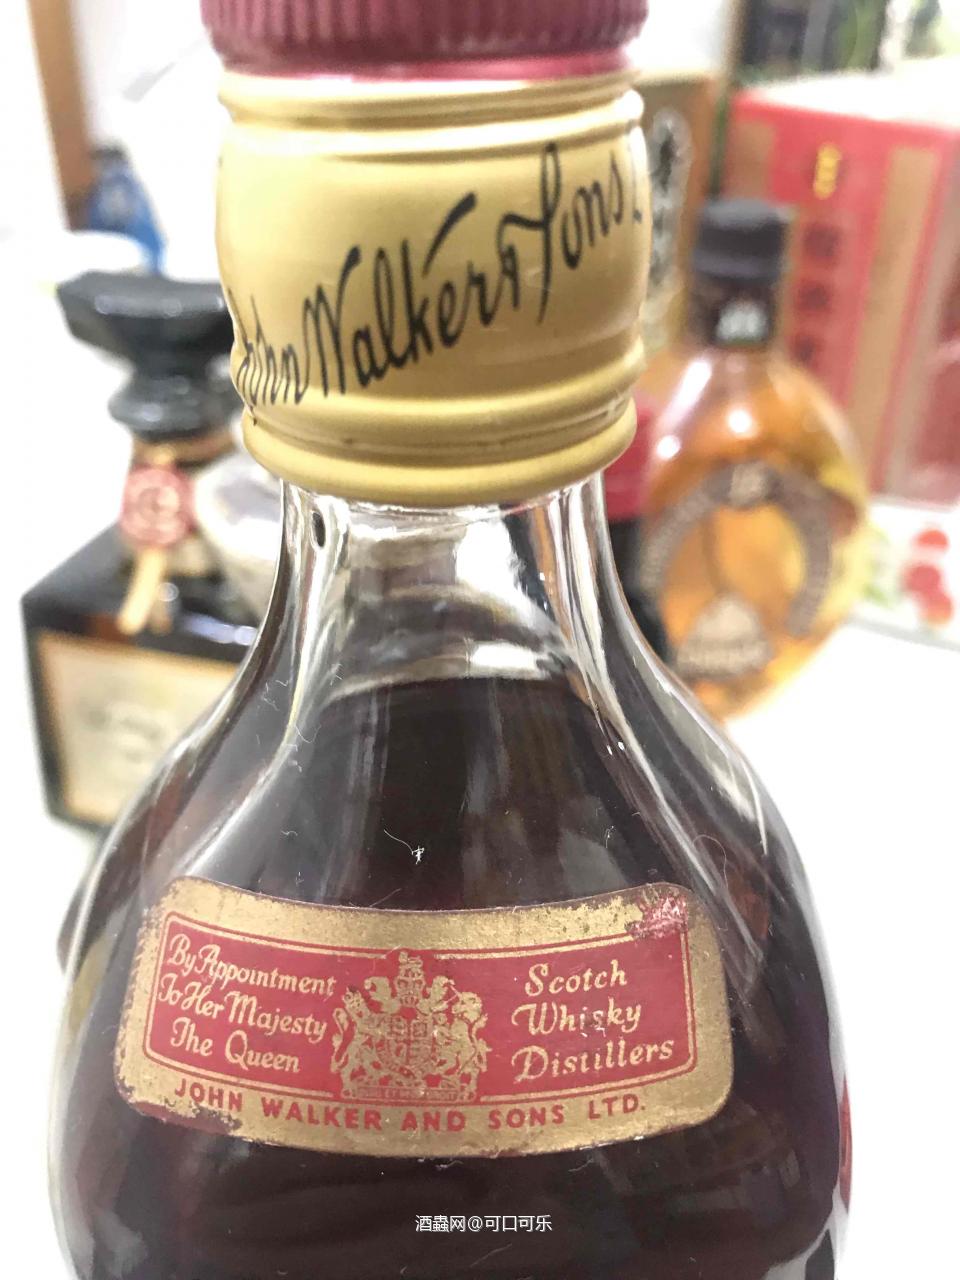 John Walker & Sons L
By Appointment
To Her Majesty
The Queen
Scotch
Whisky
Distillers
JOHN WALKER AND SONS LTD.
酒蟲网@可口可乐